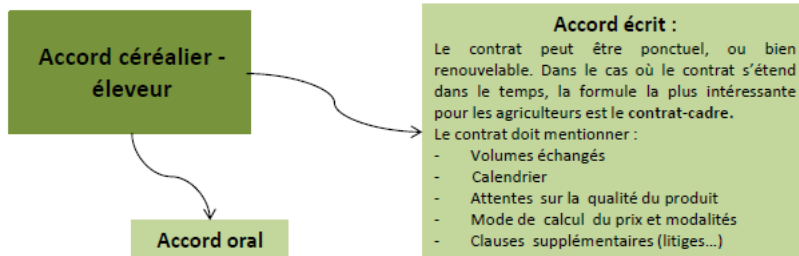 Accord céréalier -
éleveur
Accord écrit :
Le contrat peut être ponctuel, ou bien
renouvelable. Dans le cas où le contrat s’étend
dans le temps, la formule la plus intéressante
pour les agriculteurs est le contrat-cadre.
Le contrat doit mentionner :
- Volumes échangés
- Calendrier
- Attentes sur la qualité du produit
- Mode de calcul du prix et modalités
- Clauses supplémentaires (litiges…)
Accord oral